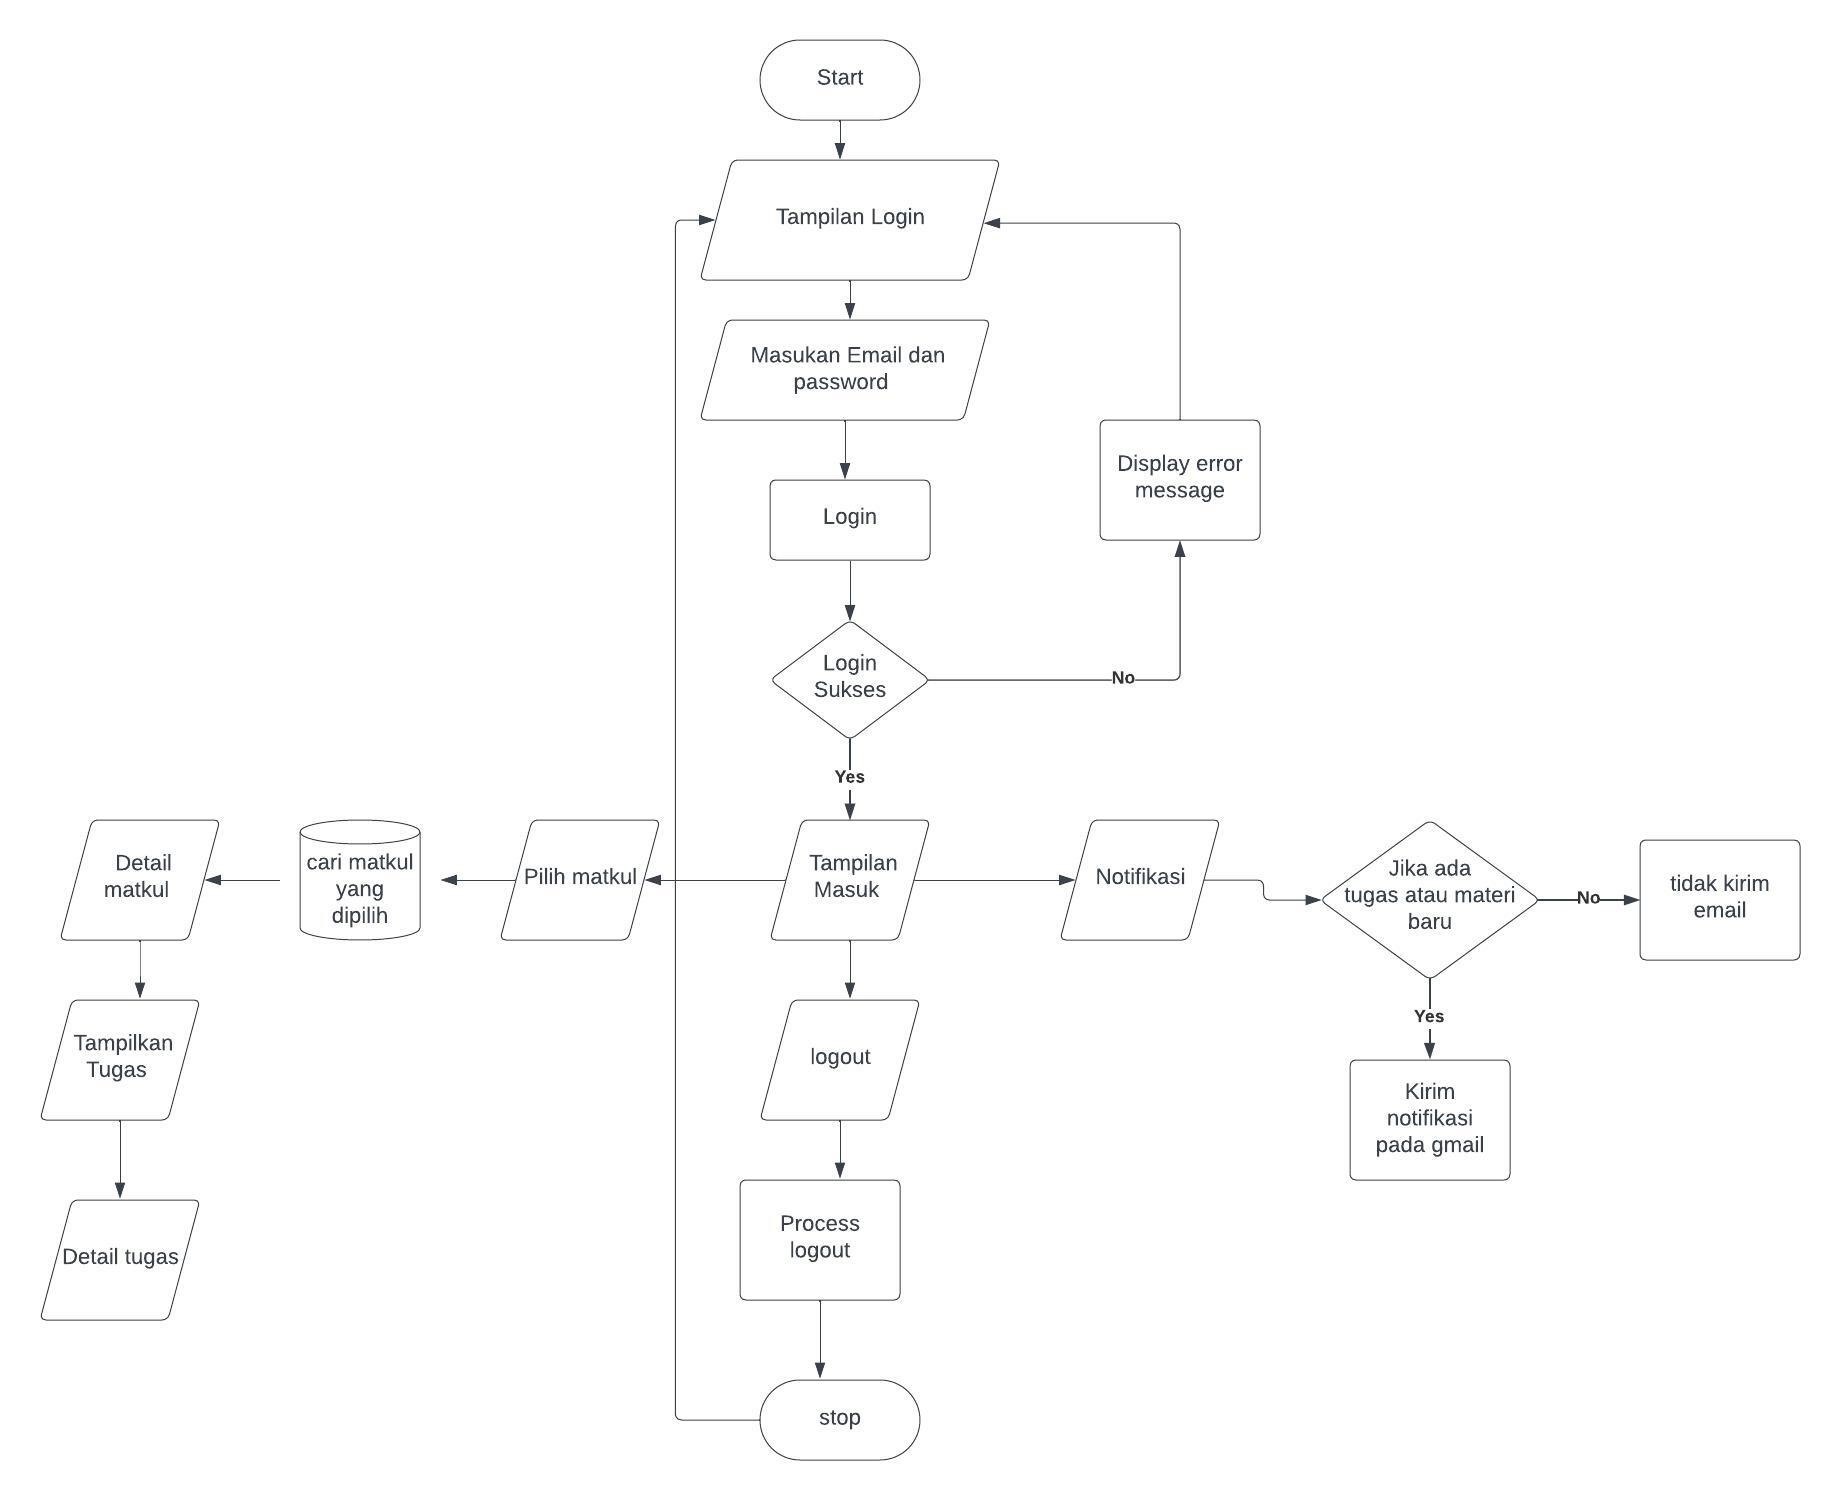 Start
Tampilan Login
Masukan Email dan
password
Display error
message
Login
Login
Sukses
No
Yes
Detail
matkul
cari matkul
yang
dipilih
Pilih matkul
Tampilan
Masuk
Notifikasi
Jika ada
tugas atau materi
baru
No
tidak kirim
email
Yes
Tampilkan
Tugas
logout
Kirim
notifikasi
pada gmail
Detail tugas
Process
logout
stop